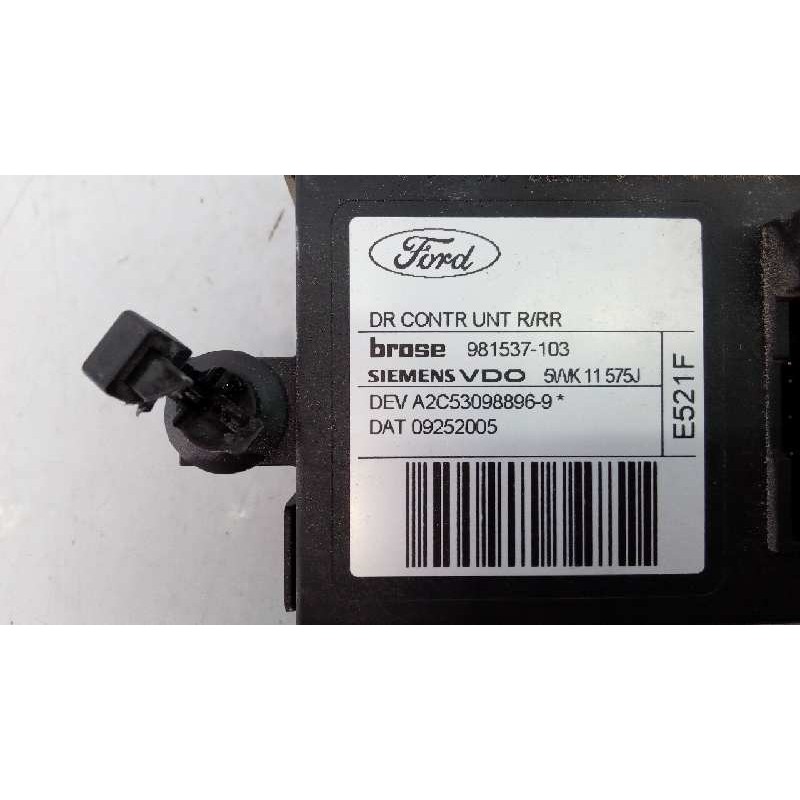 Ford
DR CONTR UNT R/RR
brose 981537-103
SIEMENS VDO 5WK 11 575J
DEV A2C53098896-9 *
DAT 09252005
E521F